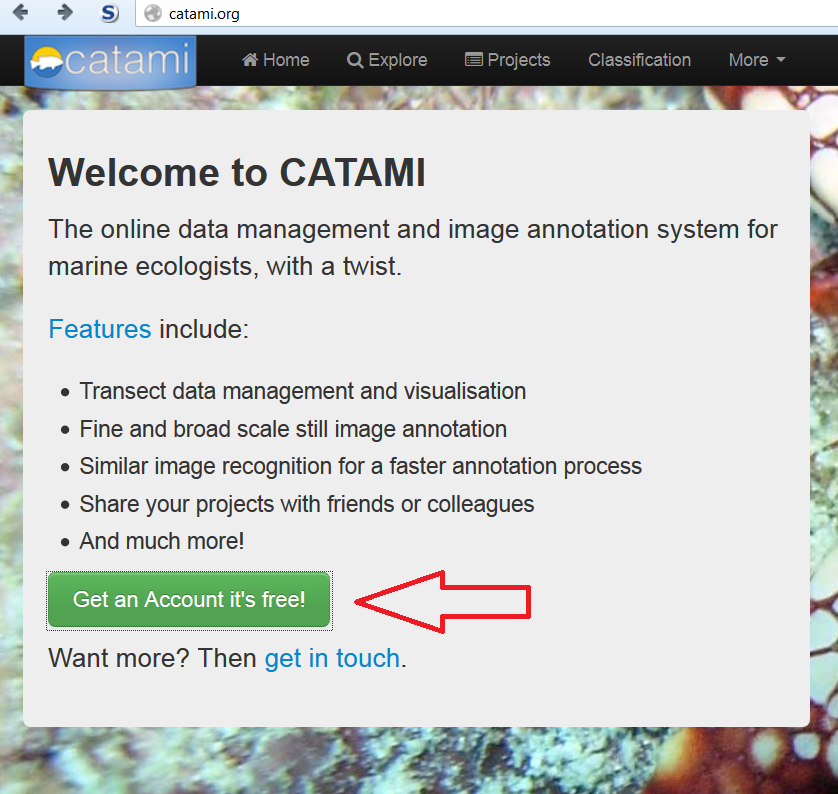 S catami.org
catami Home Explore Projects Classification More
Welcome to CATAMI
The online data management and image annotation system for
marine ecologists, with a twist.
Features include:
• Transect data management and visualisation
• Fine and broad scale still image annotation
• Similar image recognition for a faster annotation process
• Share your projects with friends or colleagues
• And much more!
Get an Account it's free!
Want more? Then get in touch.